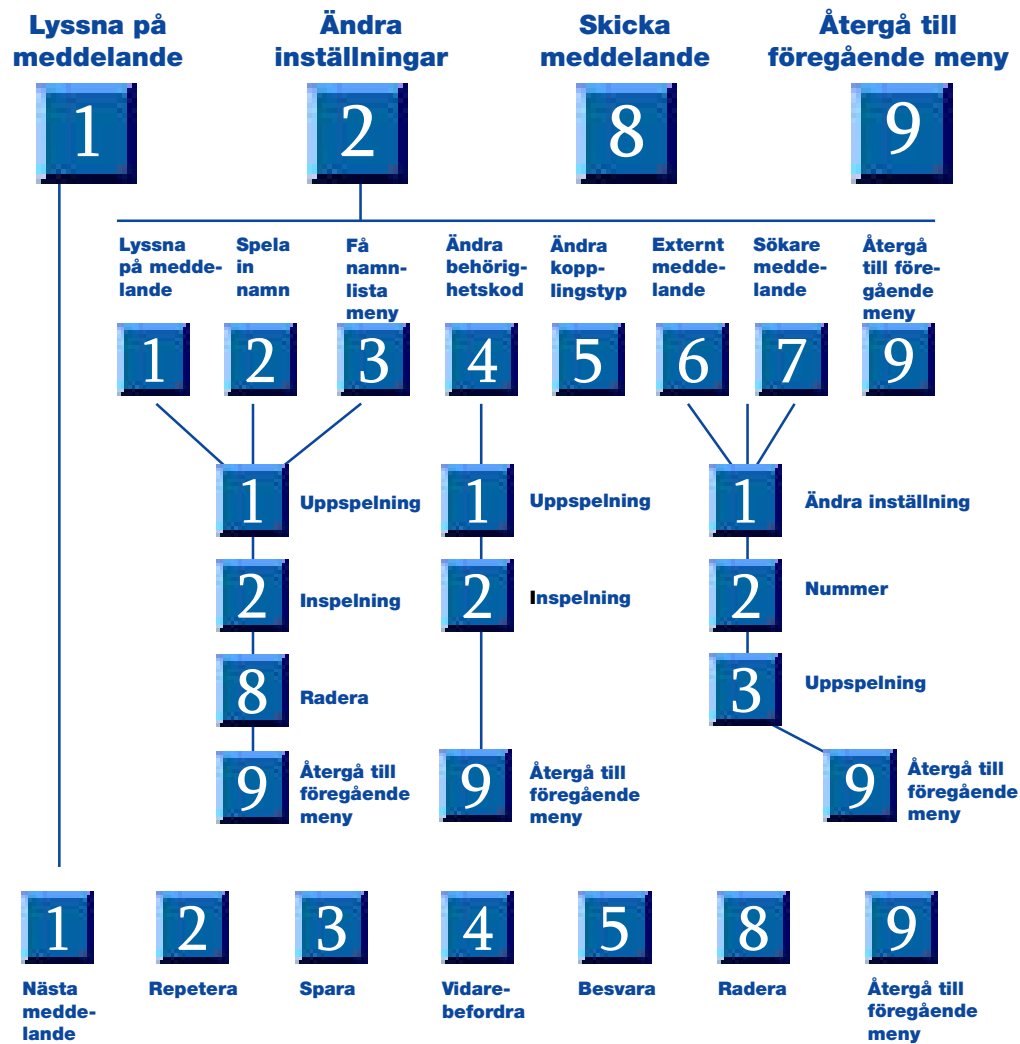 Lyssna på
meddelande
Ändra
inställningar
Skicka
meddelande
Återgå till
föregående meny
1
2
8
9
Lyssna
på medde-
lande
Spela
in
namn
Få
namn-
lista
meny
Ändra
behörig-
hetskod
Ändra
kopp-
lingstyp
Externt
medde-
lande
Sökare
medde-
lande
Återgå
till före-
gående
meny
1
2
3
4
5
6
7
9
1
Uppspelning
2
Inspelning
8
Radera
9
Återgå till
föregående
meny
1
Uppspelning
2
Inspelning
9
Återgå till
föregående
meny
1
Ändra inställning
2
Nummer
3
Uppspelning
9
Återgå till
föregående
meny
1
Nästa
medde-
lande
2
Repetera
3
Spara
4
Vidare-
befordra
5
Besvara
8
Radera
9
Återgå till
föregående
meny